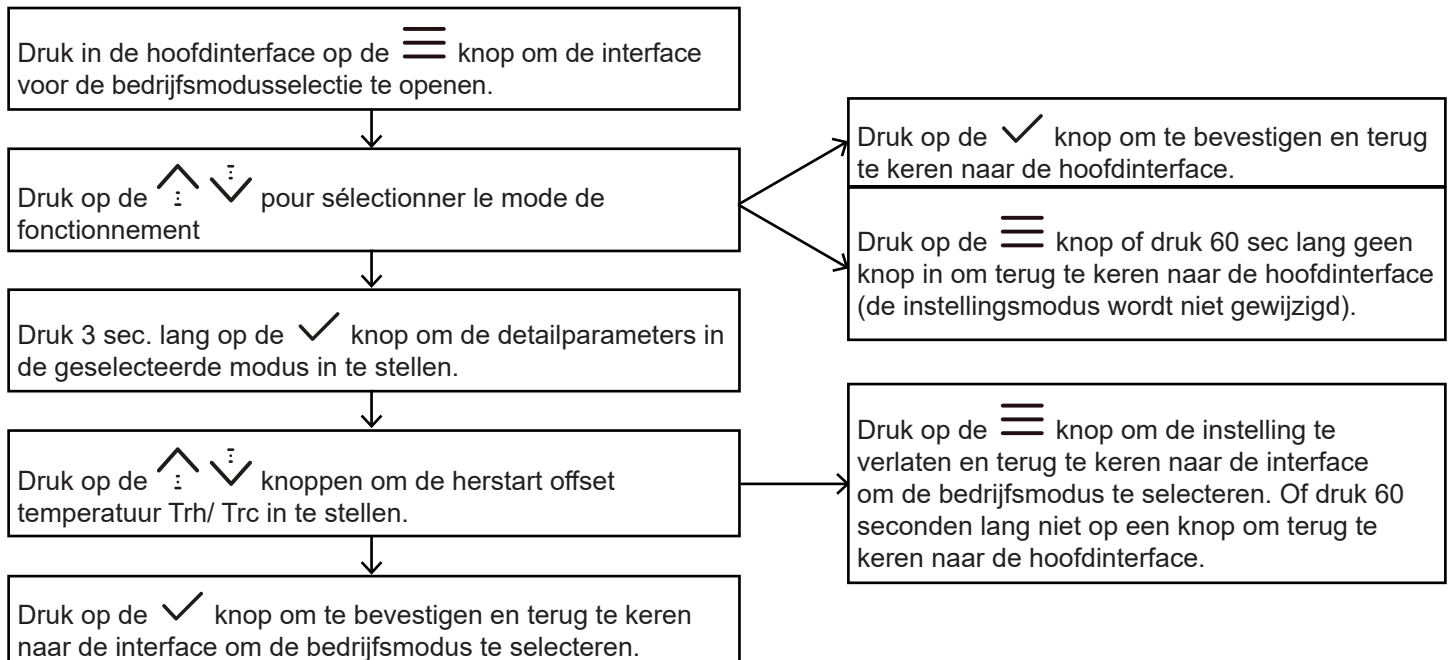 Druk in de hoofdinterface op de knop om de interface
voor de bedrijfsmodusselectie te openen.
Druk op de pour sélectionner le mode de
fonctionnement
Druk op de knop om te bevestigen en terug
te keren naar de hoofdinterface.
Druk op de knop of druk 60 sec lang geen
knop in om terug te keren naar de hoofdinterface
(de instellingsmodus wordt niet gewijzigd).
Druk 3 sec. lang op de knop om de detailparameters in
de geselecteerde modus in te stellen.
Druk op de knoppen om de herstart offset
temperatuur Trh/ Trc in te stellen.
Druk op de knop om de instelling te
verlaten en terug te keren naar de interface
om de bedrijfsmodus te selecteren. Of druk 60
seconden lang niet op een knop om terug te
keren naar de hoofdinterface.
Druk op de knop om te bevestigen en terug te keren
naar de interface om de bedrijfsmodus te selecteren.